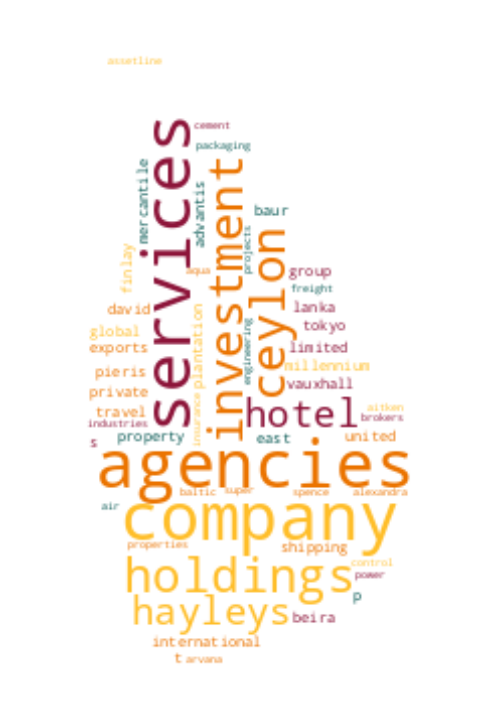 assetline
services
cement
packaging
mercantile
advantis
investment
baur
ceylon
projects
finlay
aqua
group
freight
david
plantation
lanka
global
engineering
tokyo
exports
limited
pieris
millennium
private
vauxhall
travel
insurance
hotel
aitken
industries
brokers
s
property
east
united
agencies
baltic
super
spence
alexandra
air
company
properties
shipping
holdings
control
power
p
hayleys
beira
international
t
arvana